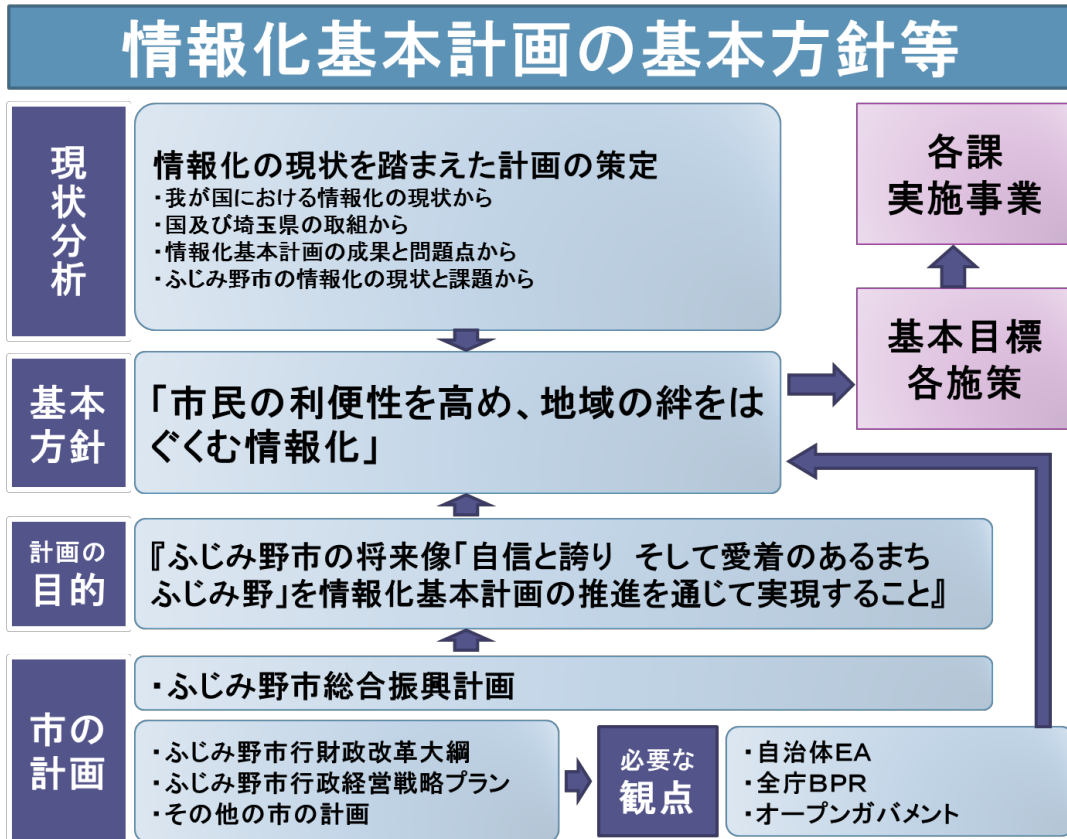 情報化基本計画の基本方針等
現状分析
情報化の現状を踏まえた計画の策定
・我が国における情報化の現状から
・国及び埼玉県の取組から
・情報化基本計画の成果と問題点から
・ふじみ野市の情報化の現状と課題から
各課
実施事業
基本目標
各施策
基本
方針
「市民の利便性を高め、地域の絆をは
ぐくむ情報化」
計画の
目的
『ふじみ野市の将来像「自信と誇り　そして愛着のあるまち
ふじみ野」を情報化基本計画の推進を通じて実現すること』
市の
計画
・ふじみ野市総合振興計画
・ふじみ野市行財政改革大綱
・ふじみ野市行政経営戦略プラン
・その他の市の計画
必要な
観点
・自治体EA
・全庁BPR
・オープンガバメント